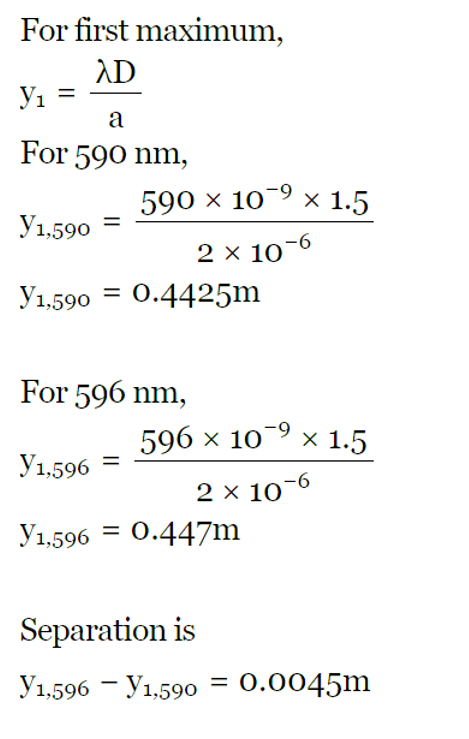 For first maximum,
y₁ = λD / a
For 590 nm,
y₁,₅₉₀ = 590 × 10⁻⁹ × 1.5 / 2 × 10⁻⁶
y₁,₅₉₀ = 0.4425m
For 596 nm,
y₁,₅₉₆ = 596 × 10⁻⁹ × 1.5 / 2 × 10⁻⁶
y₁,₅₉₆ = 0.447m
Separation is
y₁,₅₉₆ − y₁,₅₉₀ = 0.0045m